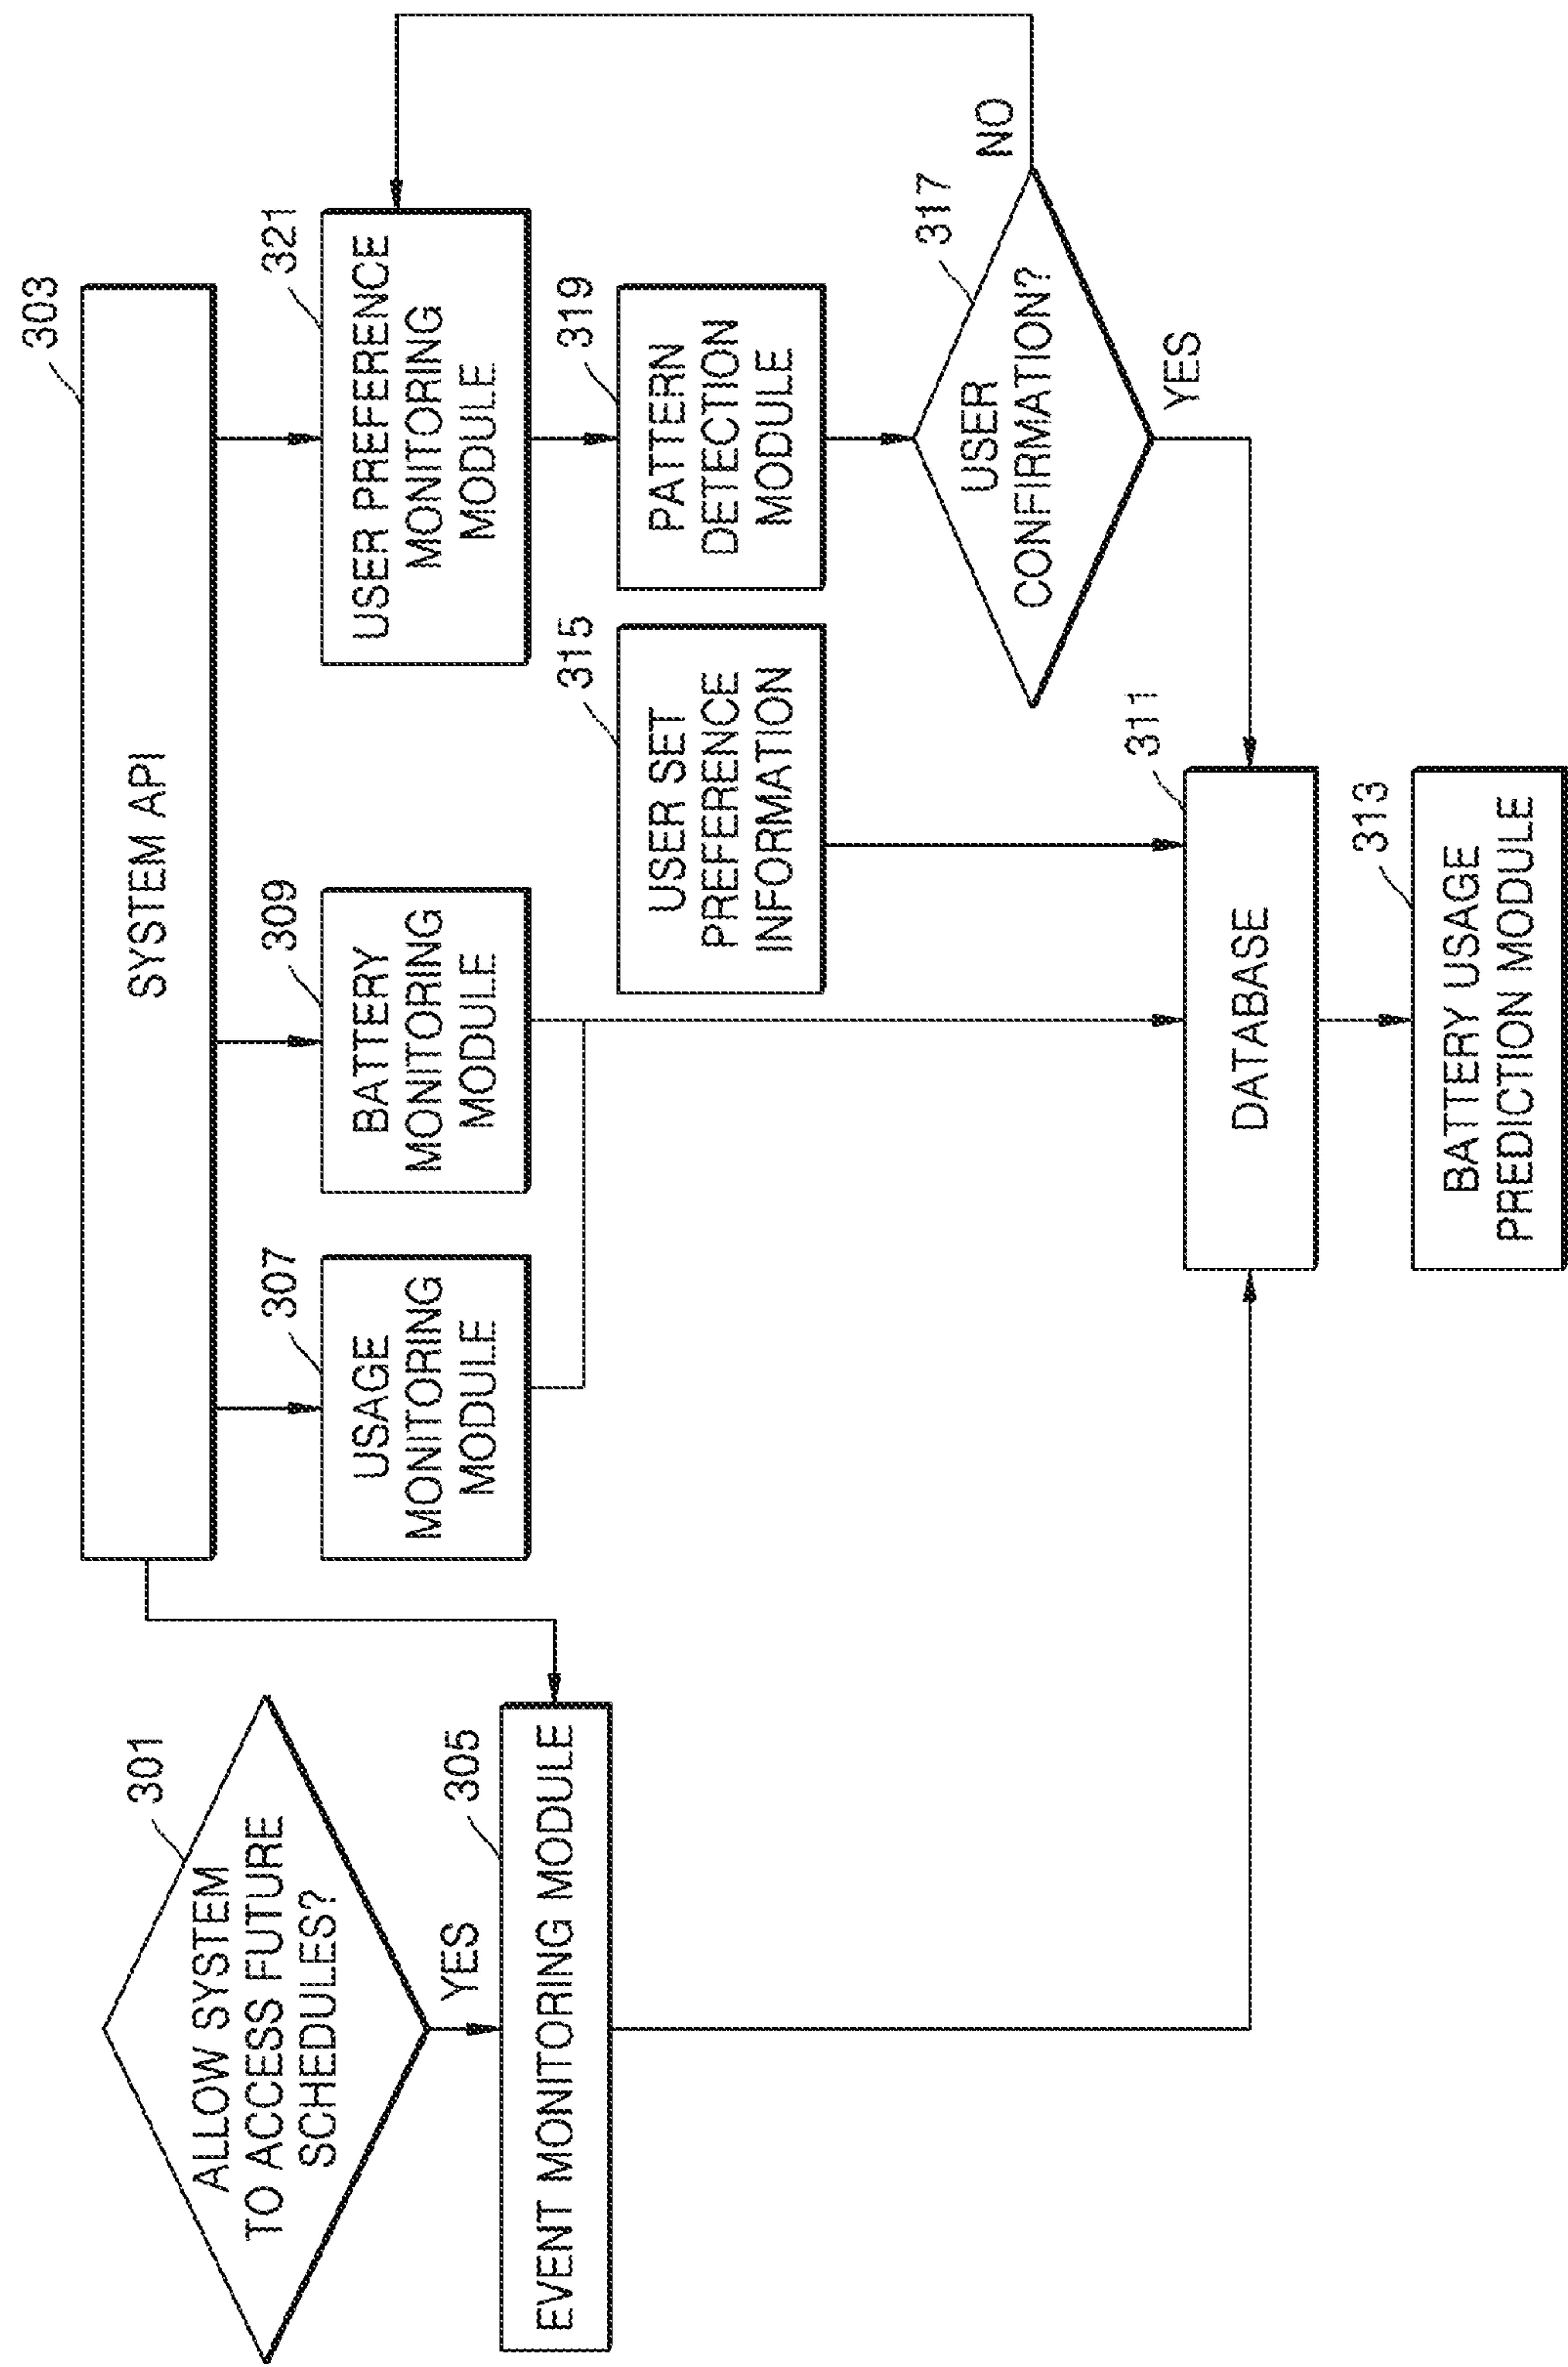 303
SYSTEM API
301
ALLOW SYSTEM
TO ACCESS FUTURE
SCHEDULES?
YES
305
EVENT MONITORING MODULE
307
USAGE
MONITORING
MODULE
309
BATTERY
MONITORING
MODULE
321
USER PREFERENCE
MONITORING
MODULE
315
USER SET
PREFERENCE
INFORMATION
319
PATTERN
DETECTION
MODULE
317
USER
CONFIRMATION?
NO
YES
311
DATABASE
313
BATTERY USAGE
PREDICTION MODULE